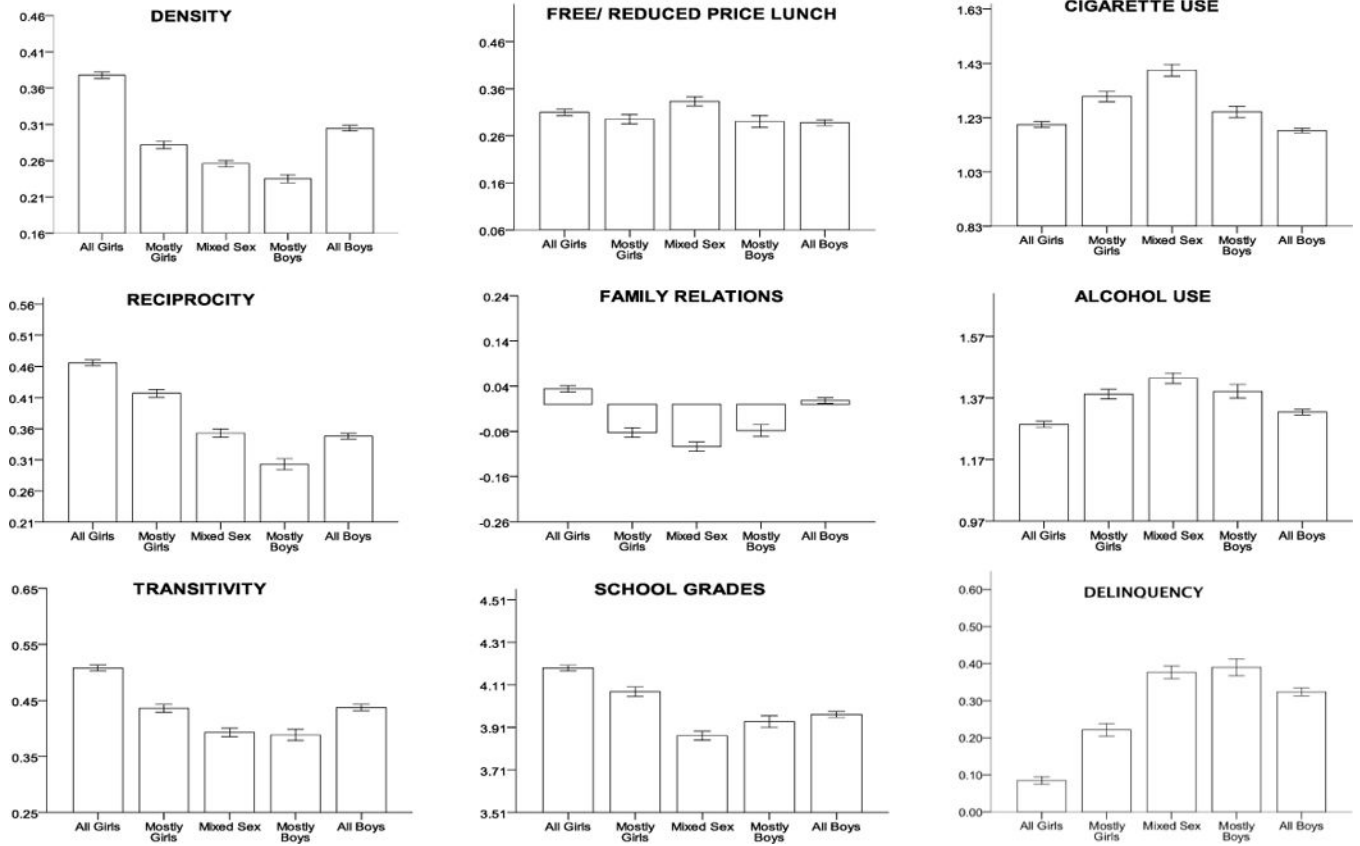 DENSITY
0.46
0.41
0.36
0.31
0.26
0.21
0.16
All Girls
Mostly
Girls
Mixed Sex
Mostly
Boys
All Boys
FREE/ REDUCED PRICE LUNCH
0.46
0.36
0.26
0.16
0.06
All Girls
Mostly
Girls
Mixed Sex
Mostly
Boys
All Boys
CIGARETTE USE
1.63
1.43
1.23
1.03
0.83
All Girls
Mostly
Girls
Mixed Sex
Mostly
Boys
All Boys
RECIPROCITY
0.56
0.51
0.46
0.41
0.36
0.31
0.26
0.21
All Girls
Mostly
Girls
Mixed Sex
Mostly
Boys
All Boys
FAMILY RELATIONS
0.24
0.14
0.04
-0.06
-0.16
-0.26
All Girls
Mostly
Girls
Mixed Sex
Mostly
Boys
All Boys
ALCOHOL USE
1.57
1.37
1.17
0.97
All Girls
Mostly
Girls
Mixed Sex
Mostly
Boys
All Boys
TRANSITIVITY
0.65
0.55
0.45
0.35
0.25
All Girls
Mostly
Girls
Mixed Sex
Mostly
Boys
All Boys
SCHOOL GRADES
4.51
4.31
4.11
3.91
3.71
3.51
All Girls
Mostly
Girls
Mixed Sex
Mostly
Boys
All Boys
DELINQUENCY
0.60
0.50
0.40
0.30
0.20
0.10
0.00
All Girls
Mostly
Girls
Mixed Sex
Mostly
Boys
All Boys